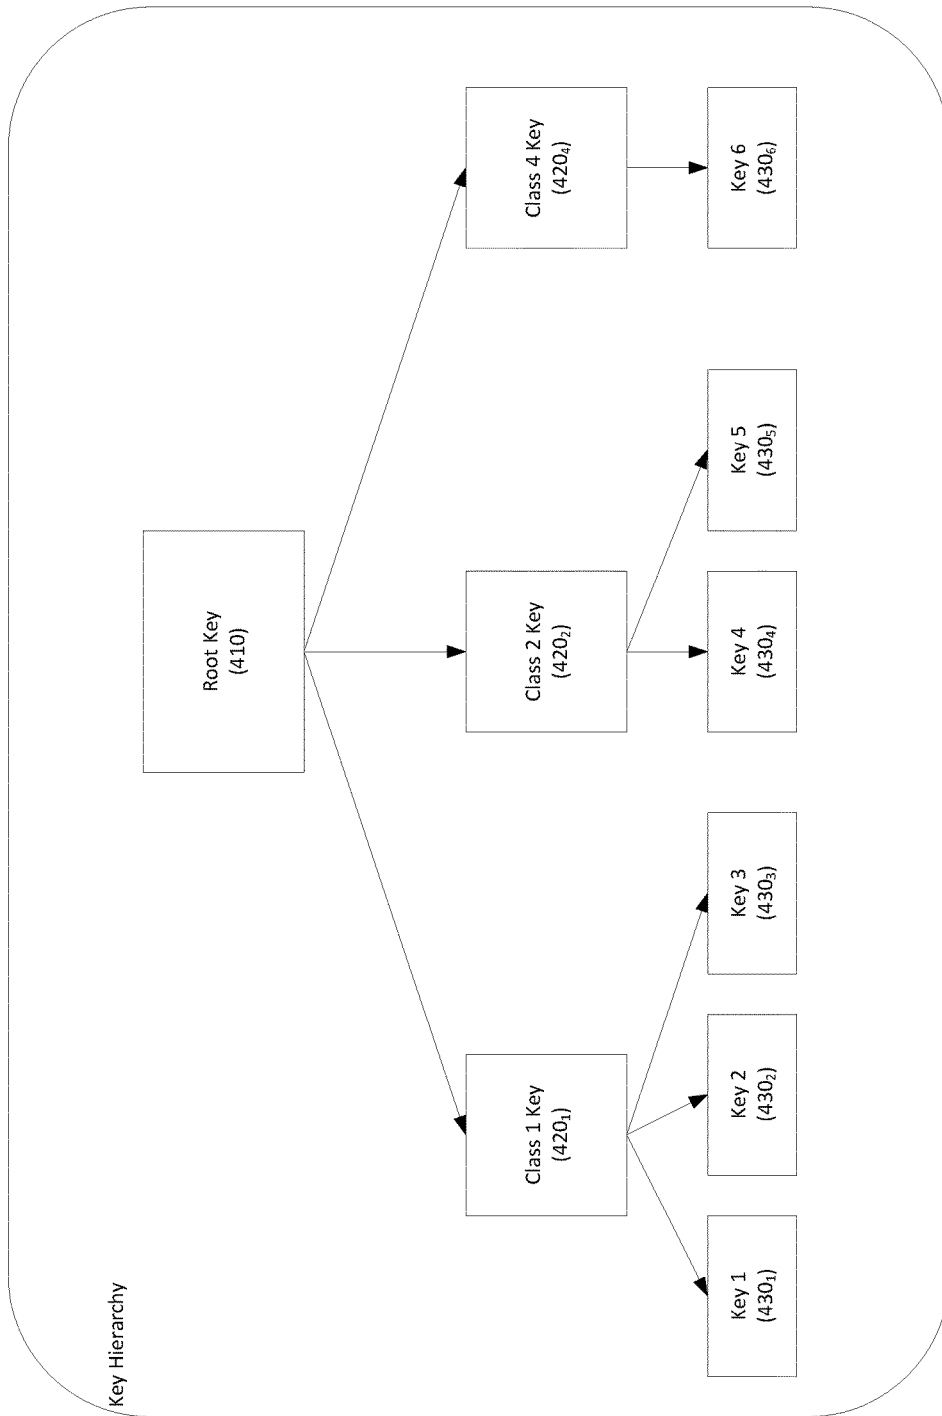 Key Hierarchy
Root Key
(410)
Class 1 Key
(420₁)
Class 2 Key
(420₂)
Class 4 Key
(420₄)
Key 1
(430₁)
Key 2
(430₂)
Key 3
(430₃)
Key 4
(430₄)
Key 5
(430₅)
Key 6
(430₆)